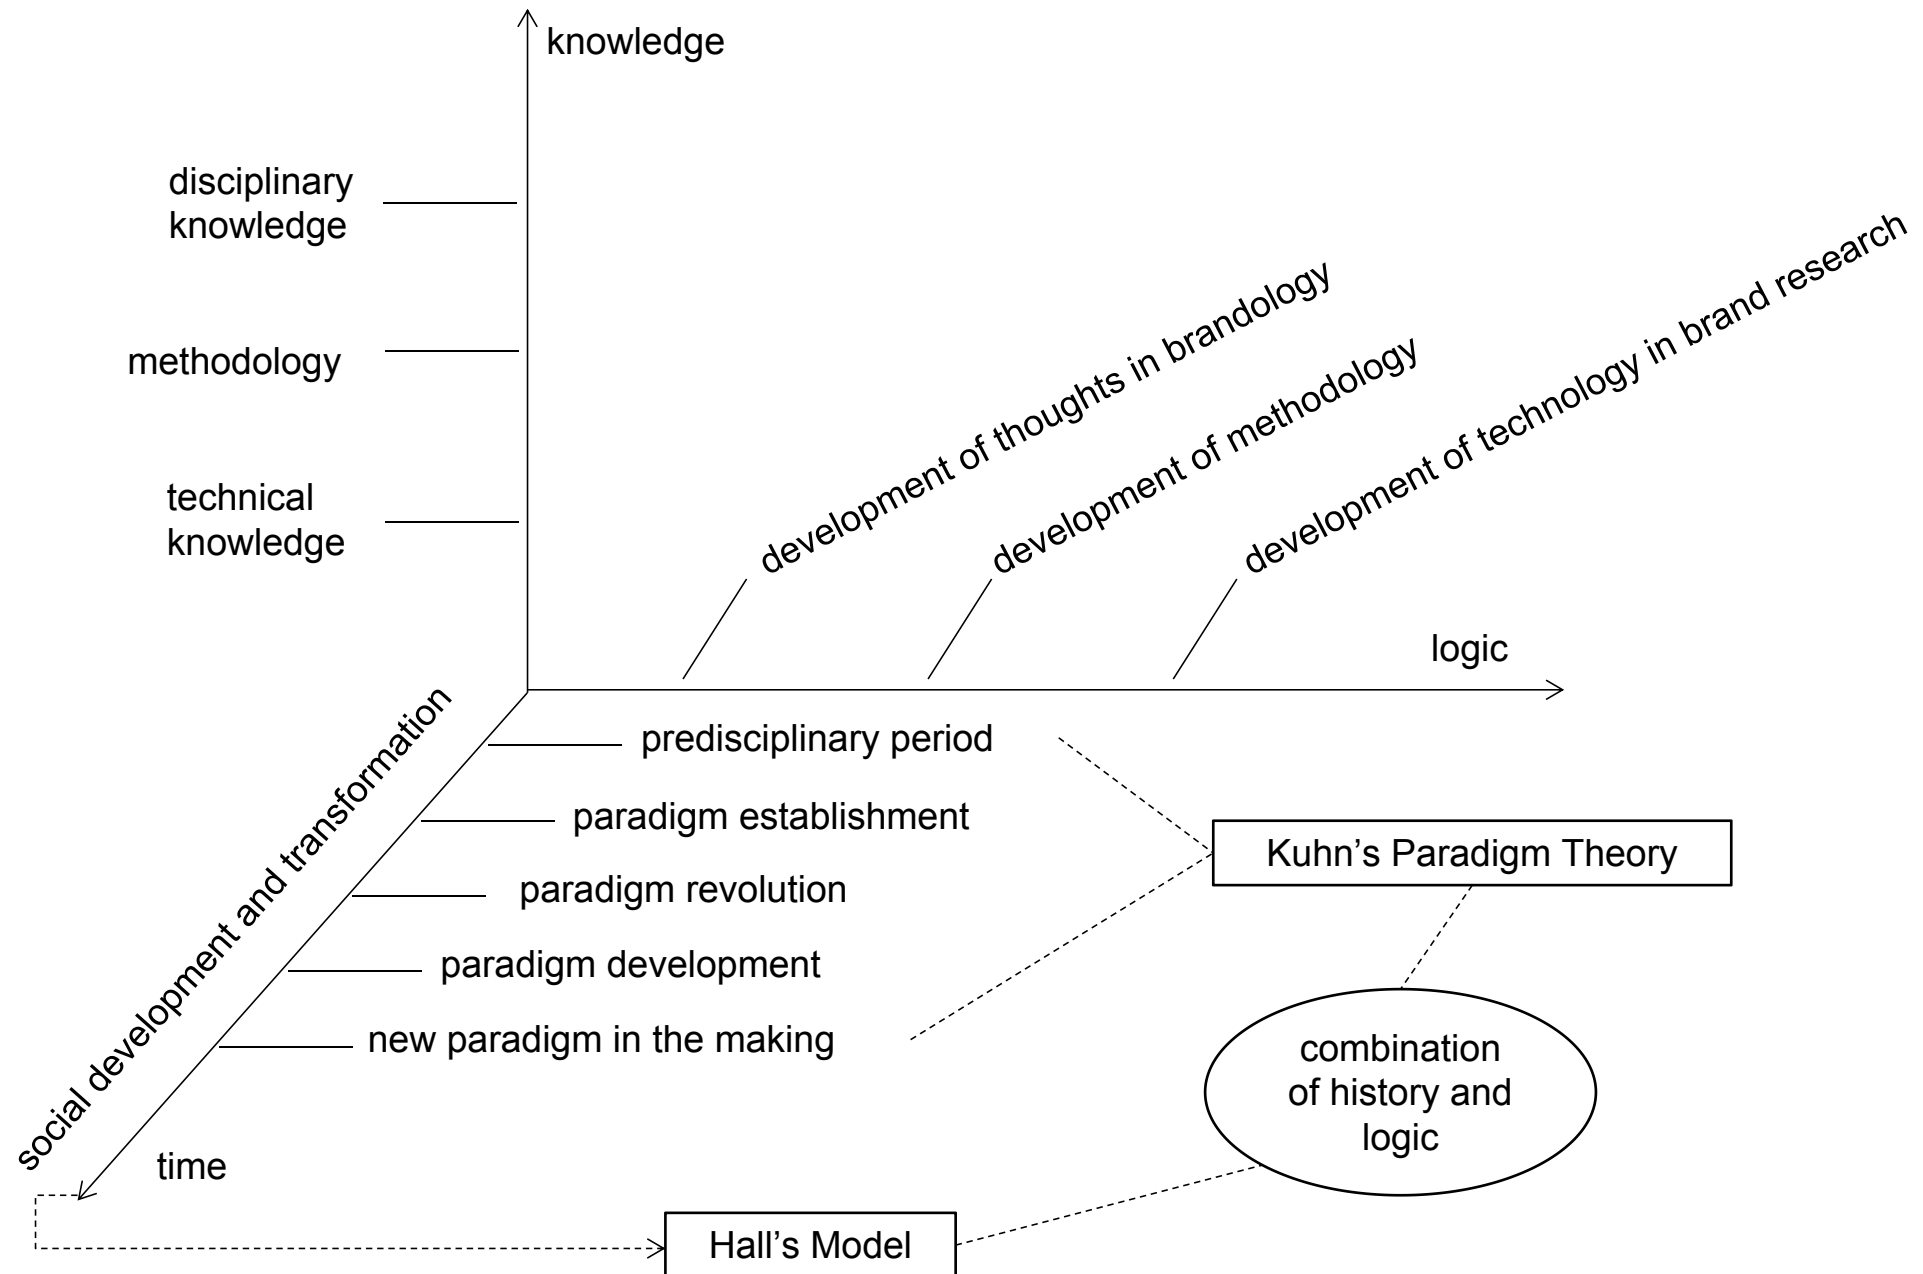 knowledge
disciplinary
knowledge
methodology
technical
knowledge
development of thoughts in brandology
development of methodology
development of technology in brand research
logic
social development and transformation
predisciplinary period
paradigm establishment
paradigm revolution
paradigm development
new paradigm in the making
time
Kuhn’s Paradigm Theory
combination
of history and
logic
Hall’s Model